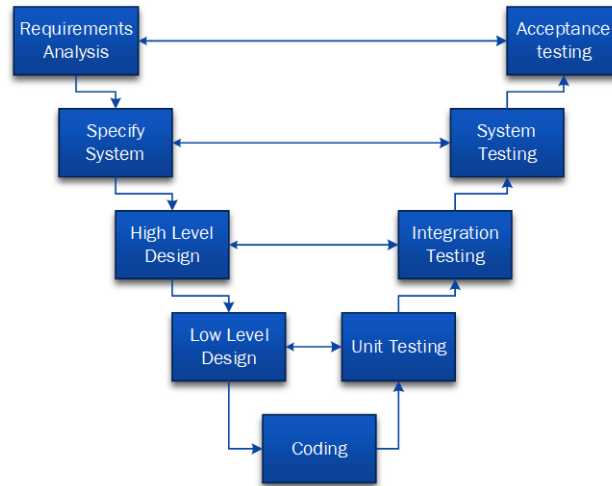 Requirements
Analysis
Acceptance
testing
Specify
System
System
Testing
High Level
Design
Integration
Testing
Low Level
Design
Unit Testing
Coding